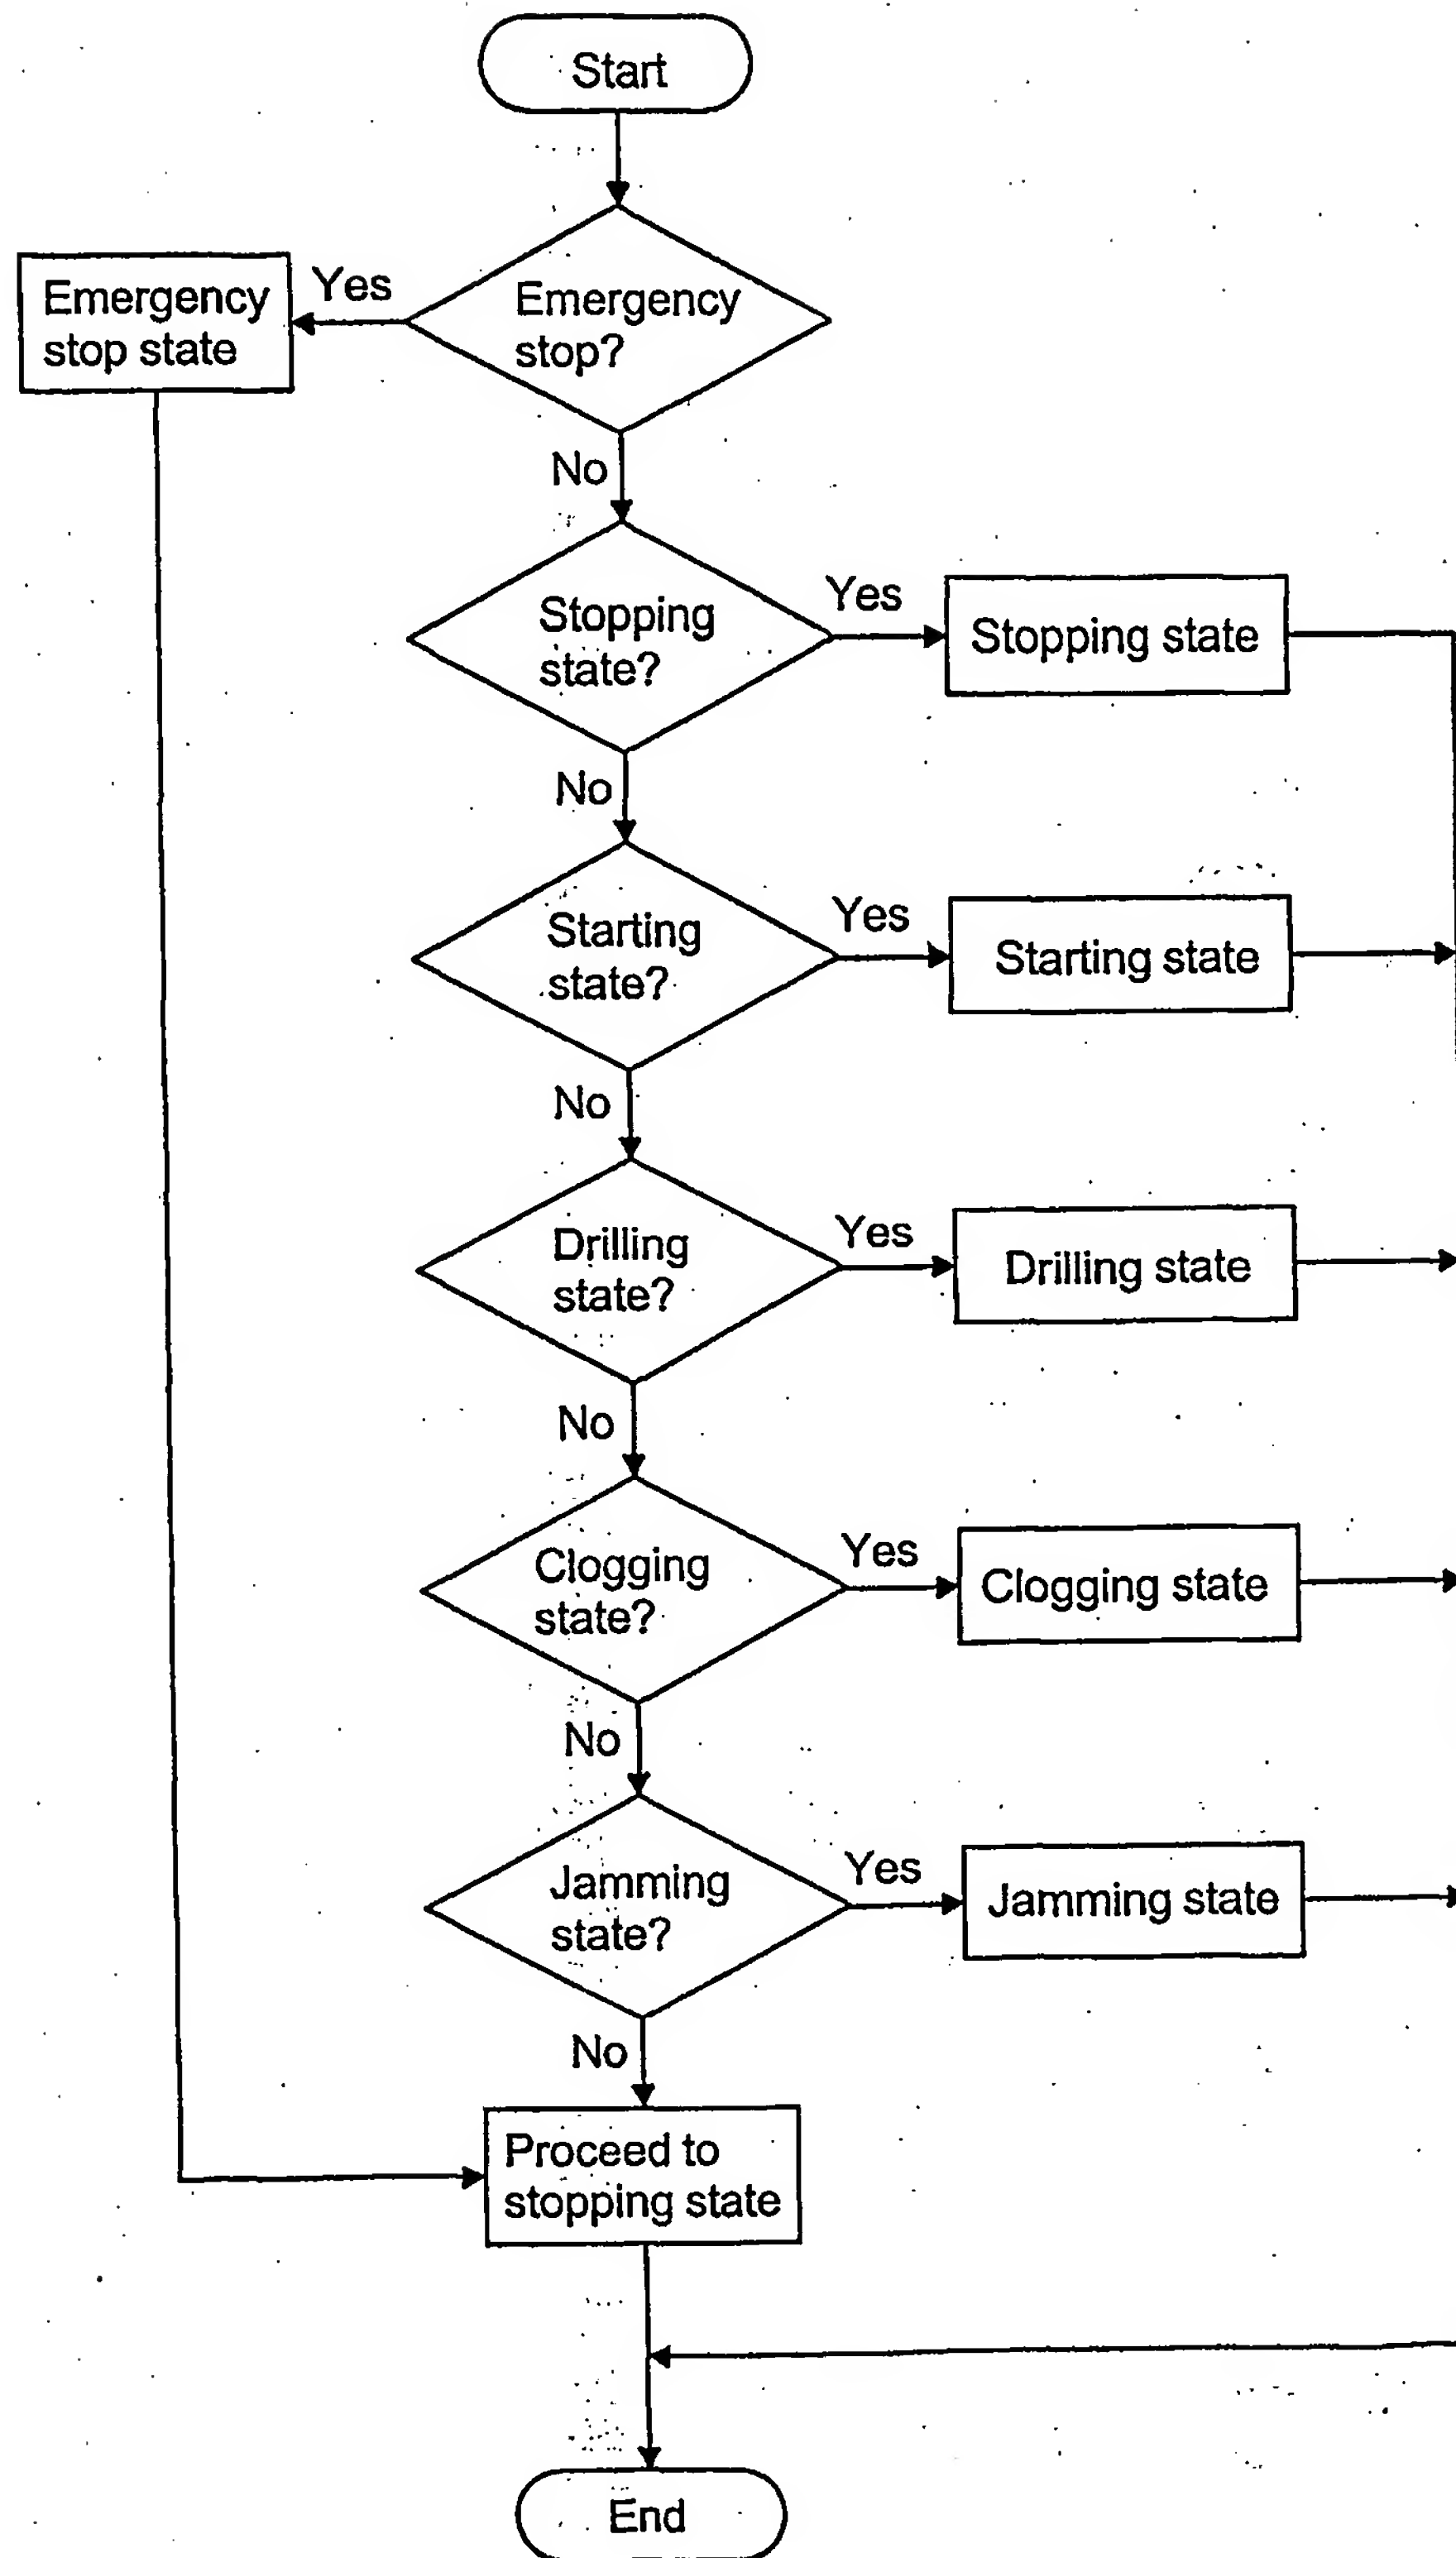 Start
Yes
Emergency
stop state
Emergency
stop?
No
Yes
Stopping
state?
Stopping state
No
Yes
Starting
state?
Starting state
No
Yes
Drilling
state?
Drilling state
No
Yes
Clogging
state?
Clogging state
No
Yes
Jamming
state?
Jamming state
No
Proceed to
stopping state
End